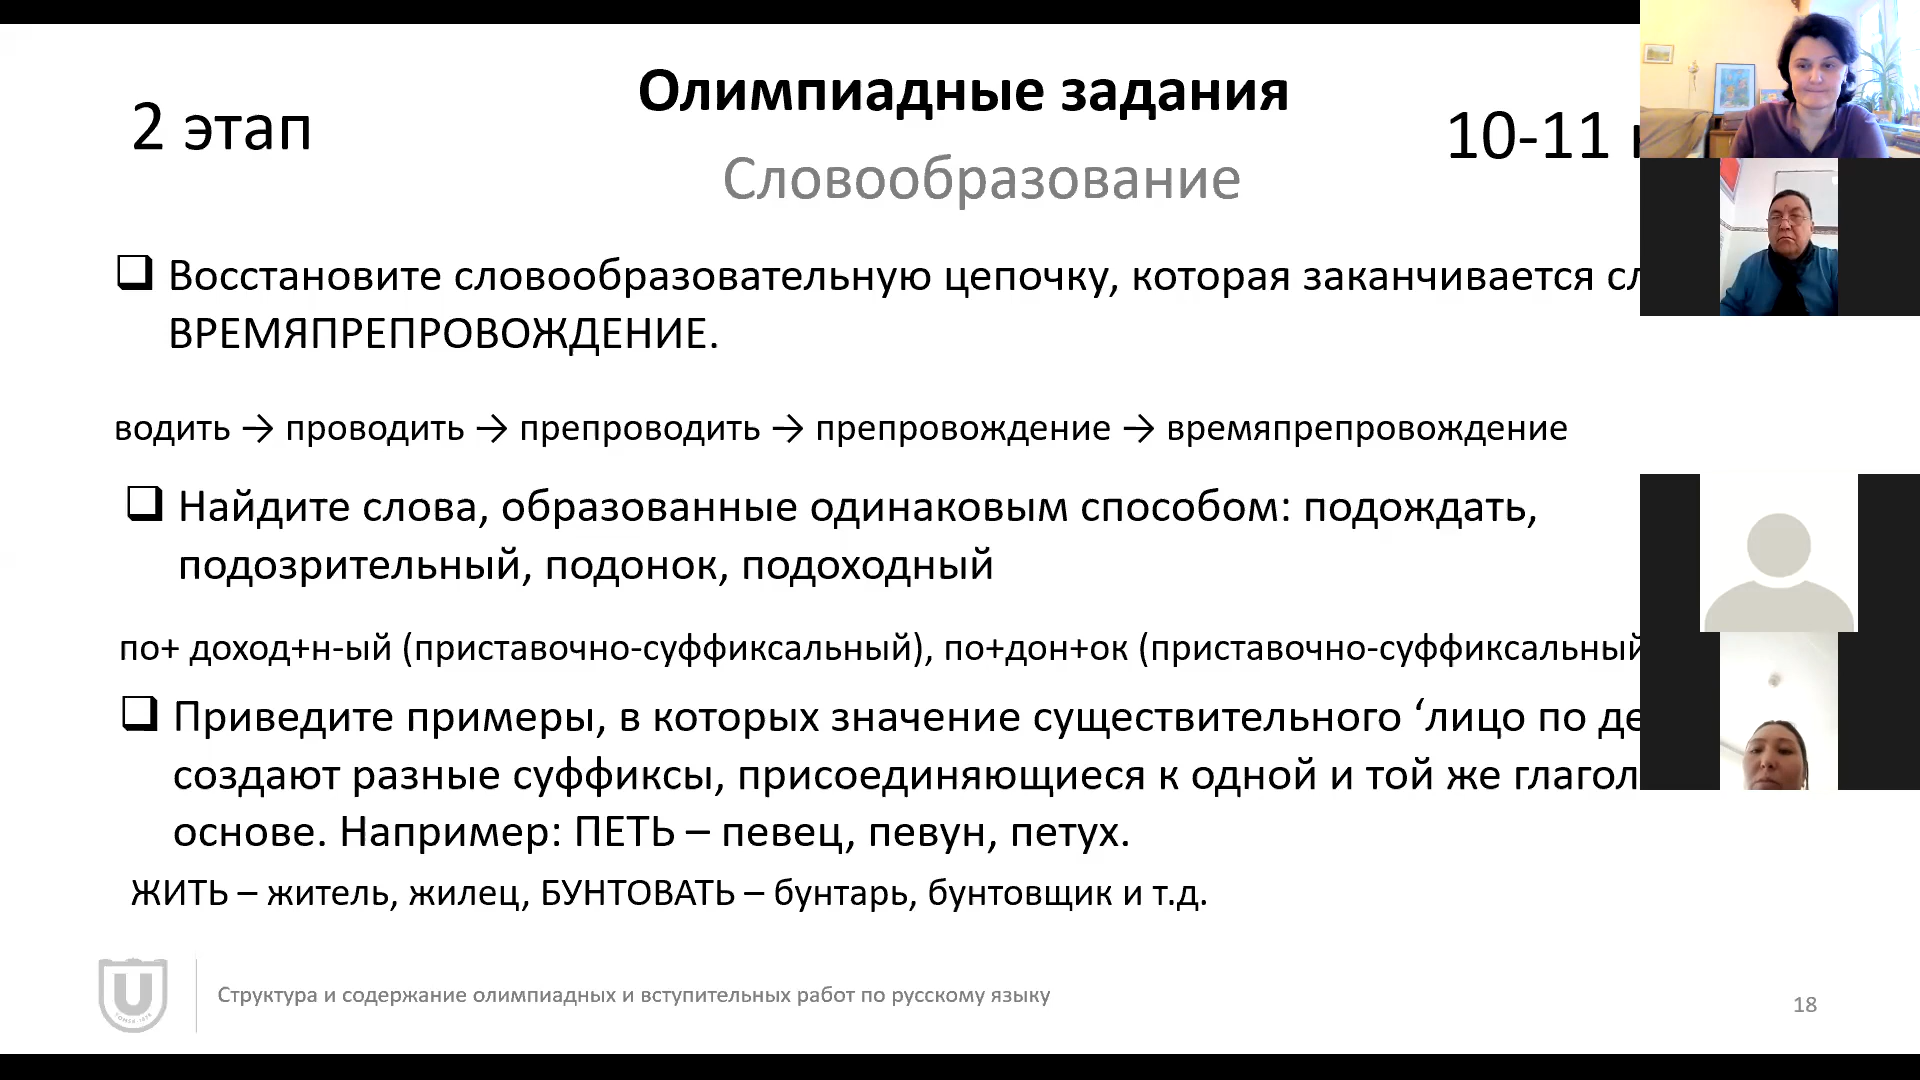 Олимпиадные задания
2 этап
10-11
Словообразование
❑ Восстановите словообразовательную цепочку, которая заканчивается
ВРЕМЯПРЕПРОВОЖДЕНИЕ.
водить → проводить → препроводить → препровождение → времяпрепровождение
❑ Найдите слова, образованные одинаковым способом: подождать,
подозрительный, подонок, подоходный
по+ доход+н-ый (приставочно-суффиксальный), по+дон+ок (приставочно-суффиксальный
❑ Приведите примеры, в которых значение существительного ‘лицо по
создают разные суффиксы, присоединяющиеся к одной и той же глагол
основе. Например: ПЕТЬ – певец, певун, петух.
ЖИТЬ – житель, жилец, БУНТОВАТЬ – бунтарь, бунтовщик и т.д.
Структура и содержание олимпиадных и вступительных работ по русскому языку
18